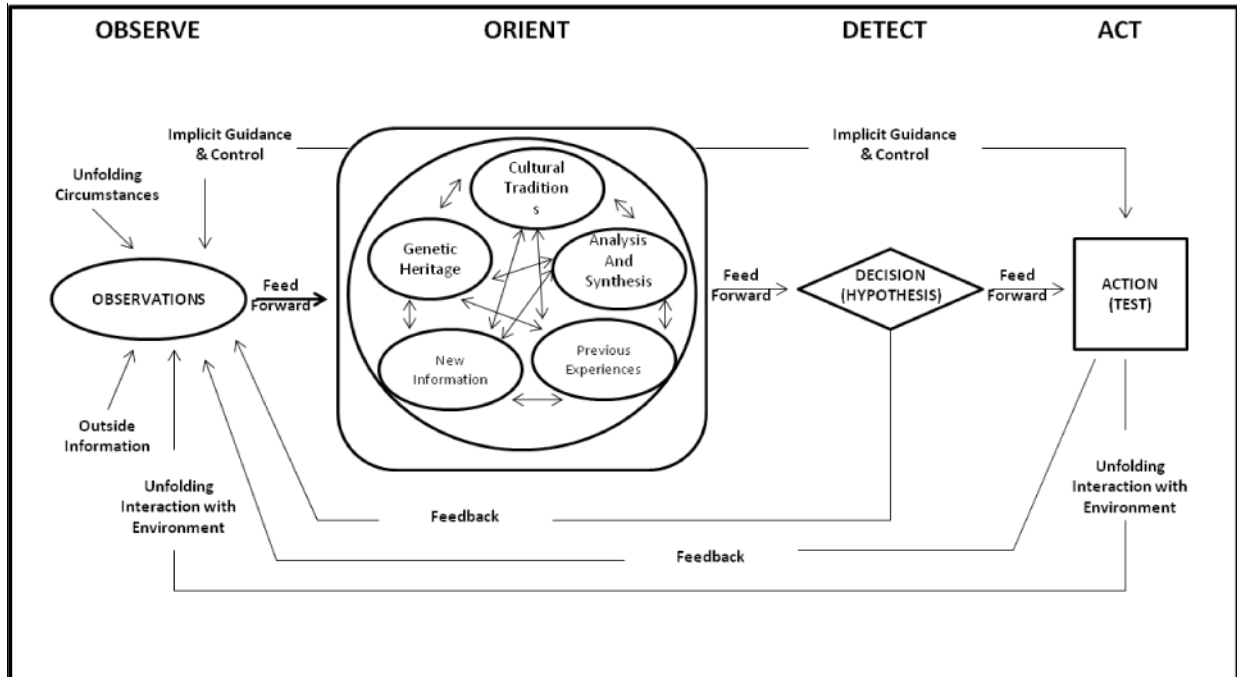 OBSERVE
ORIENT
DETECT
ACT
Implicit Guidance
& Control
Unfolding
Circumstances
OBSERVATIONS
Feed
Forward
Outside
Information
Cultural
Tradition
s
Genetic
Heritage
Analysis
And
Synthesis
New
Information
Previous
Experiences
Implicit Guidance
& Control
Feed
Forward
DECISION
(HYPOTHESIS)
Feed
Forward
ACTION
(TEST)
Unfolding
Interaction with
Environment
Feedback
Feedback
Unfolding
Interaction with
Environment